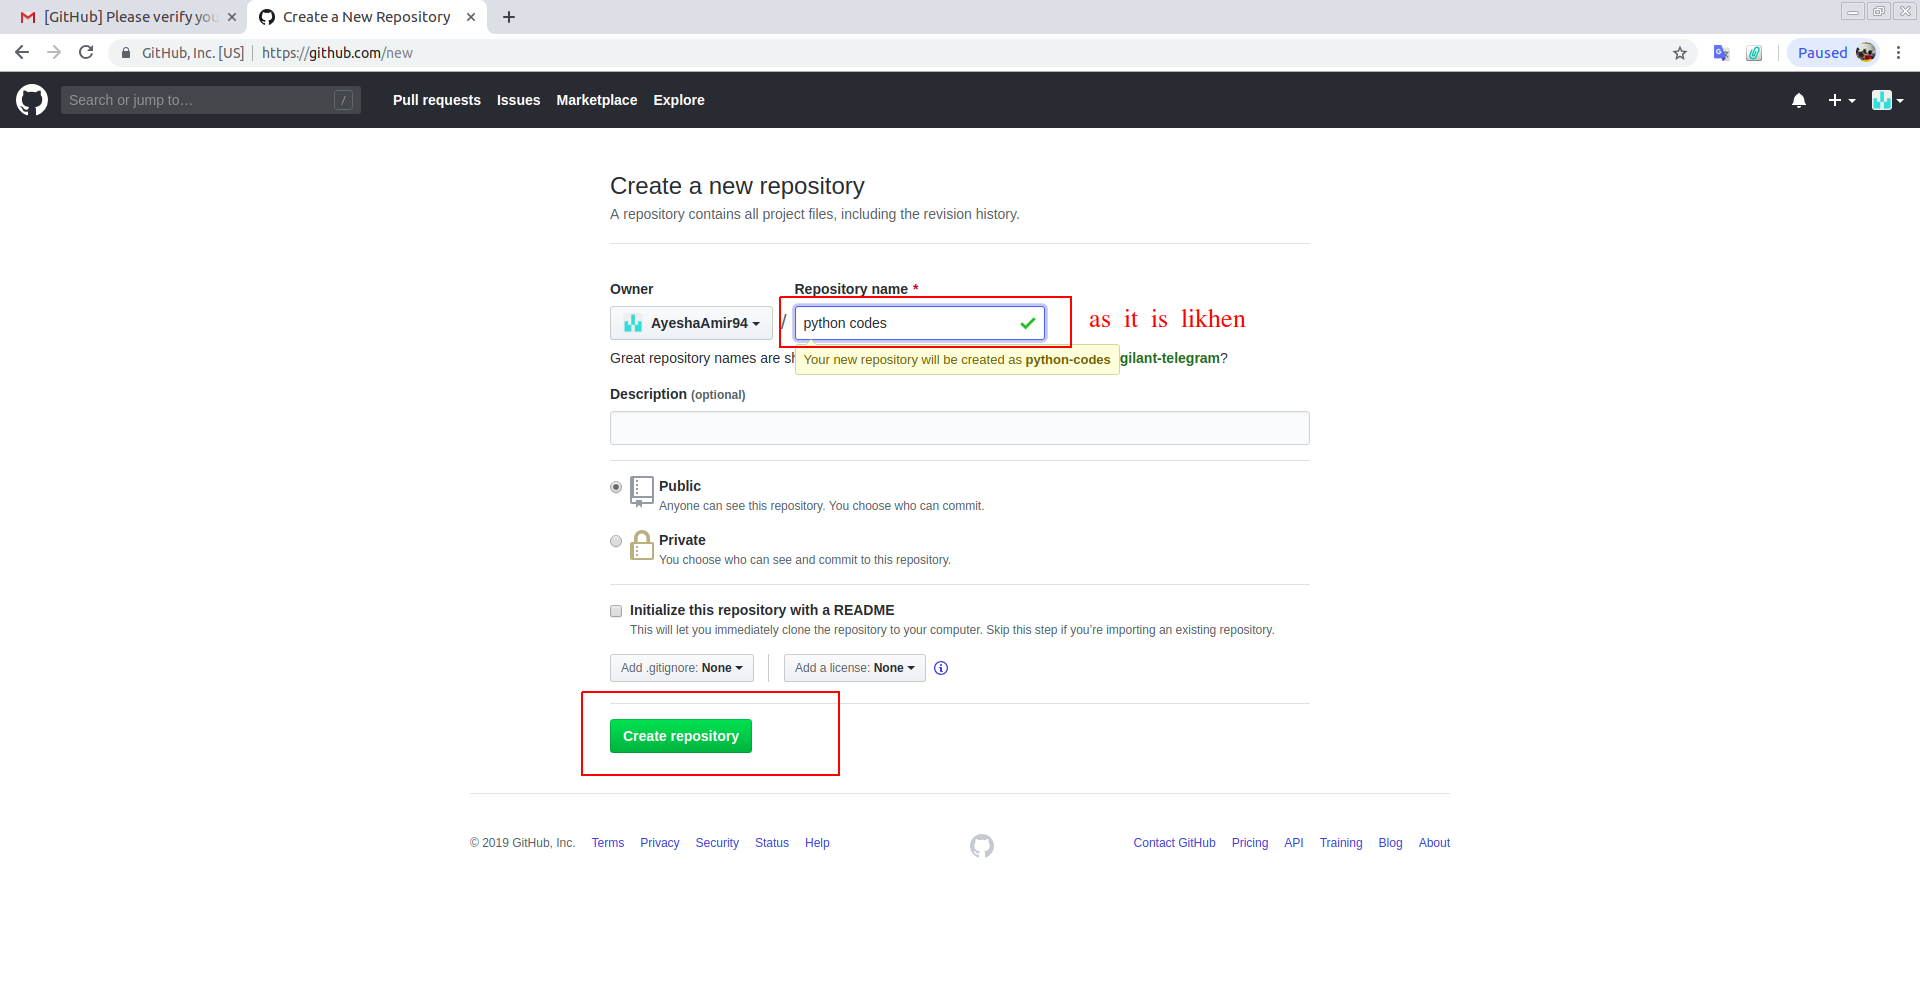 [GitHub] Please verify you
Create a New Repository
GitHub, Inc. [US] https://github.com/new
Paused
Search or jump to… /
Pull requests Issues Marketplace Explore
Create a new repository
A repository contains all project files, including the revision history.
Owner Repository name *
AyeshaAmir94 / python codes as it is likhen
Great repository names are sh gilant-telegram?
Your new repository will be created as python-codes
Description (optional)
Public
Anyone can see this repository. You choose who can commit.
Private
You choose who can see and commit to this repository.
Initialize this repository with a README
This will let you immediately clone the repository to your computer. Skip this step if you’re importing an existing repository.
Add .gitignore: None Add a license: None
Create repository
© 2019 GitHub, Inc. Terms Privacy Security Status Help Contact GitHub Pricing API Training Blog About